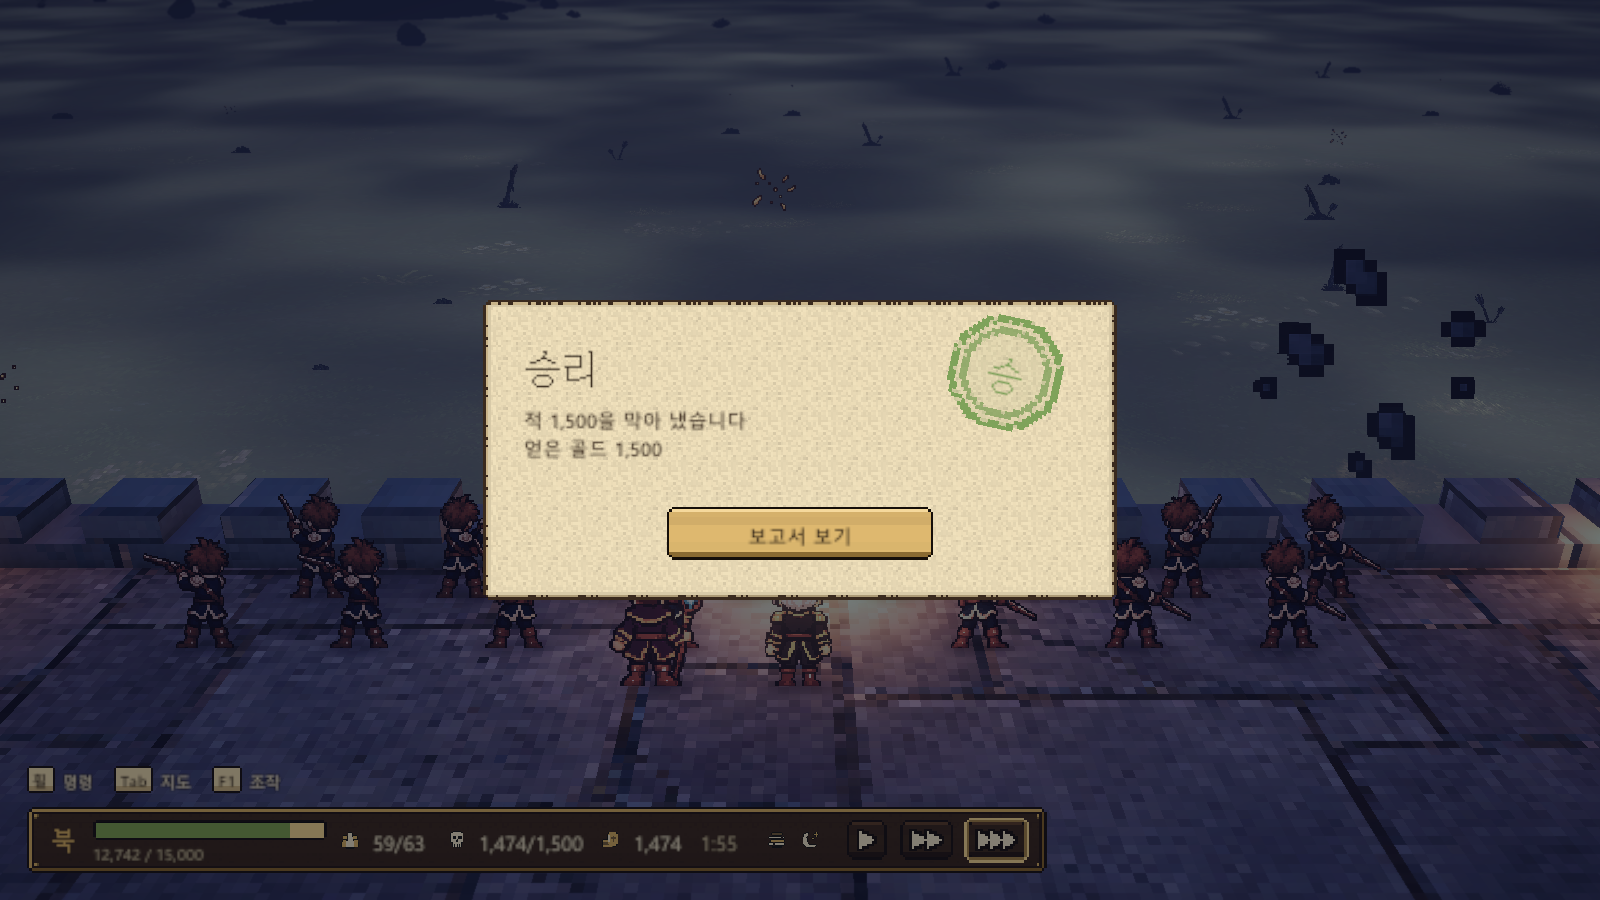 승리
승
적 1,500을 막아 냈습니다
얻은 골드 1,500
보고서 보기
휠 명령 Tab 지도 F1 조작
북 12,742 / 15,000 59/63 1,474/1,500 1,474 1:55